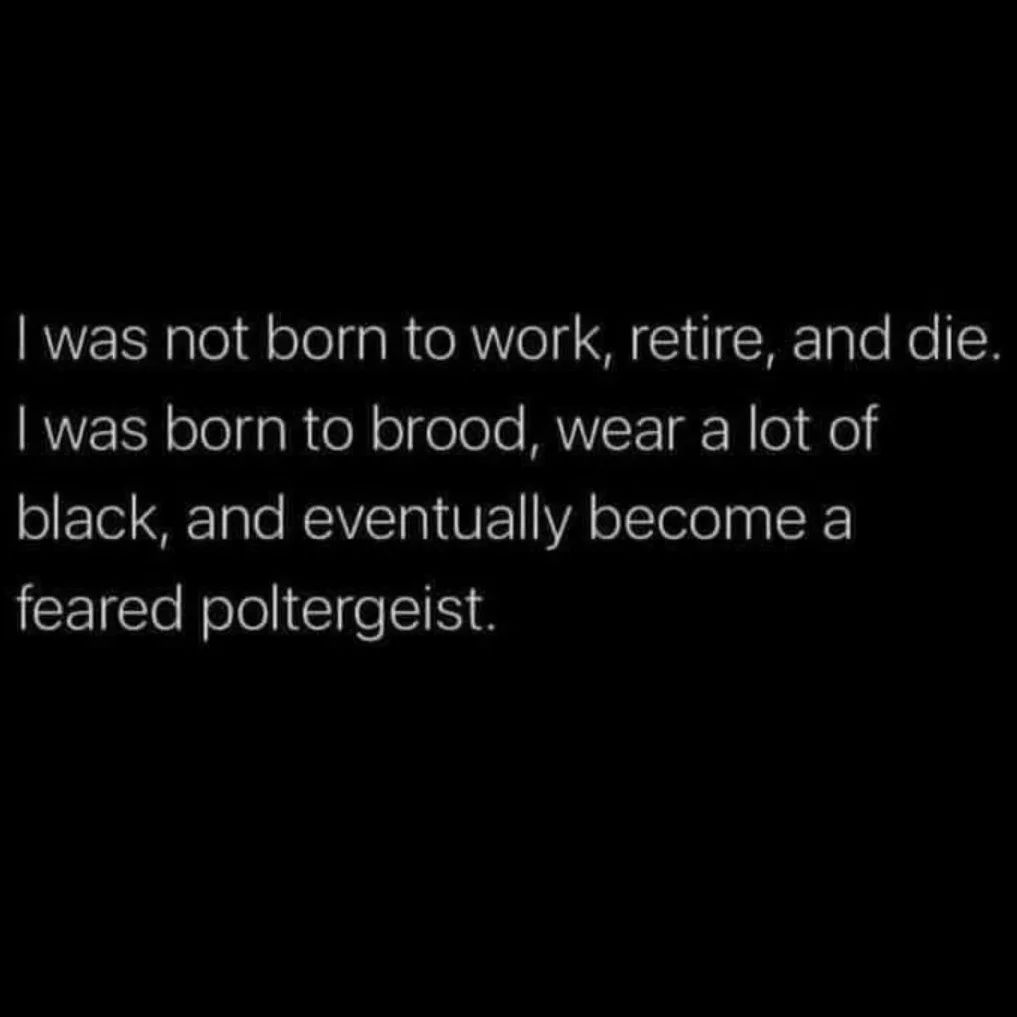 I was not born to work, retire, and die.
I was born to brood, wear a lot of
black, and eventually become a
feared poltergeist.